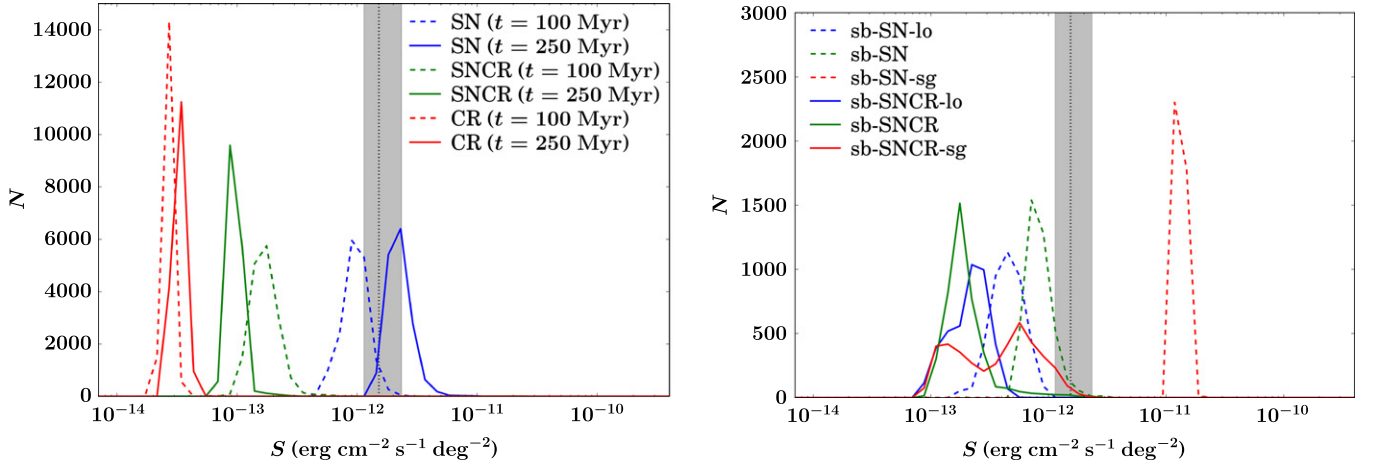 14000
12000
10000
8000
6000
4000
2000
0
N
SN (t = 100 Myr)
SN (t = 250 Myr)
SNCR (t = 100 Myr)
SNCR (t = 250 Myr)
CR (t = 100 Myr)
CR (t = 250 Myr)
10⁻¹⁴
10⁻¹³
10⁻¹²
10⁻¹¹
10⁻¹⁰
S (erg cm⁻² s⁻¹ deg⁻²)
3000
2500
2000
1500
1000
500
0
N
sb-SN-lo
sb-SN
sb-SN-sg
sb-SNCR-lo
sb-SNCR
sb-SNCR-sg
10⁻¹⁴
10⁻¹³
10⁻¹²
10⁻¹¹
10⁻¹⁰
S (erg cm⁻² s⁻¹ deg⁻²)